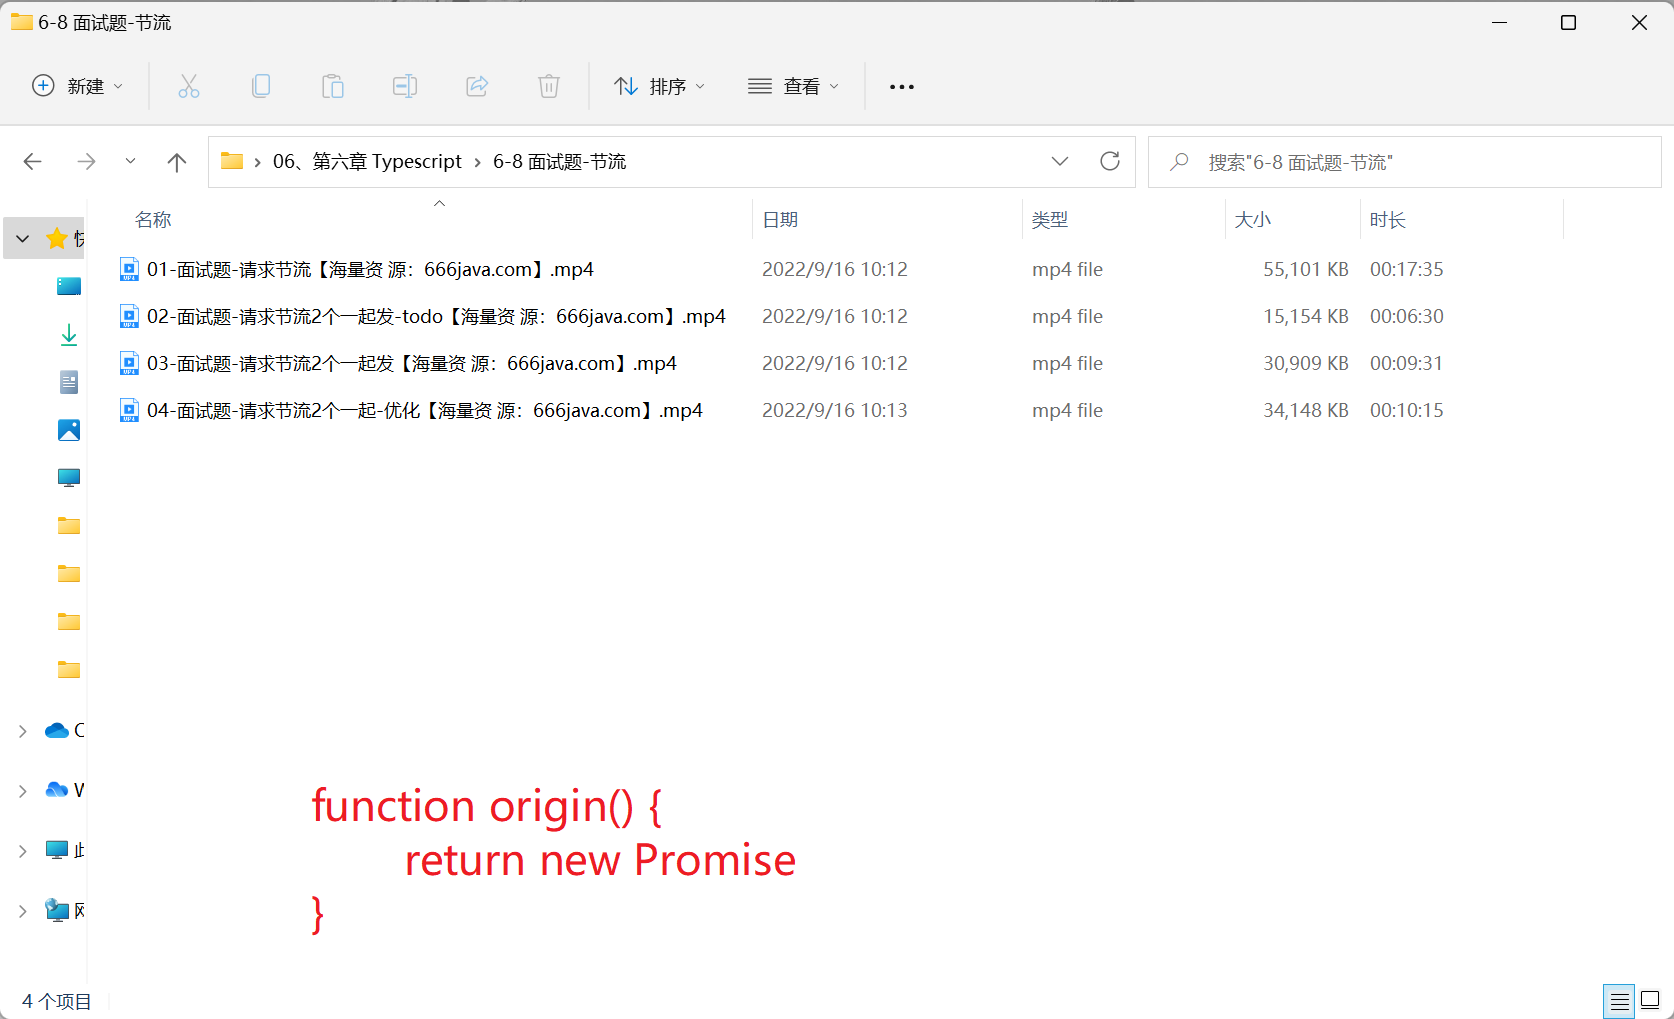 6-8 面试题-节流
新建
排序
查看
06、第六章 Typescript
6-8 面试题-节流
搜索"6-8 面试题-节流"
名称
日期
类型
大小
时长
01-面试题-请求节流【海量资 源：666java.com】.mp4 2022/9/16 10:12 mp4 file 55,101 KB 00:17:35
02-面试题-请求节流2个一起发-todo【海量资 源：666java.com】.mp4 2022/9/16 10:12 mp4 file 15,154 KB 00:06:30
03-面试题-请求节流2个一起发【海量资 源：666java.com】.mp4 2022/9/16 10:12 mp4 file 30,909 KB 00:09:31
04-面试题-请求节流2个一起-优化【海量资 源：666java.com】.mp4 2022/9/16 10:13 mp4 file 34,148 KB 00:10:15
function origin() {
return new Promise
}
4 个项目